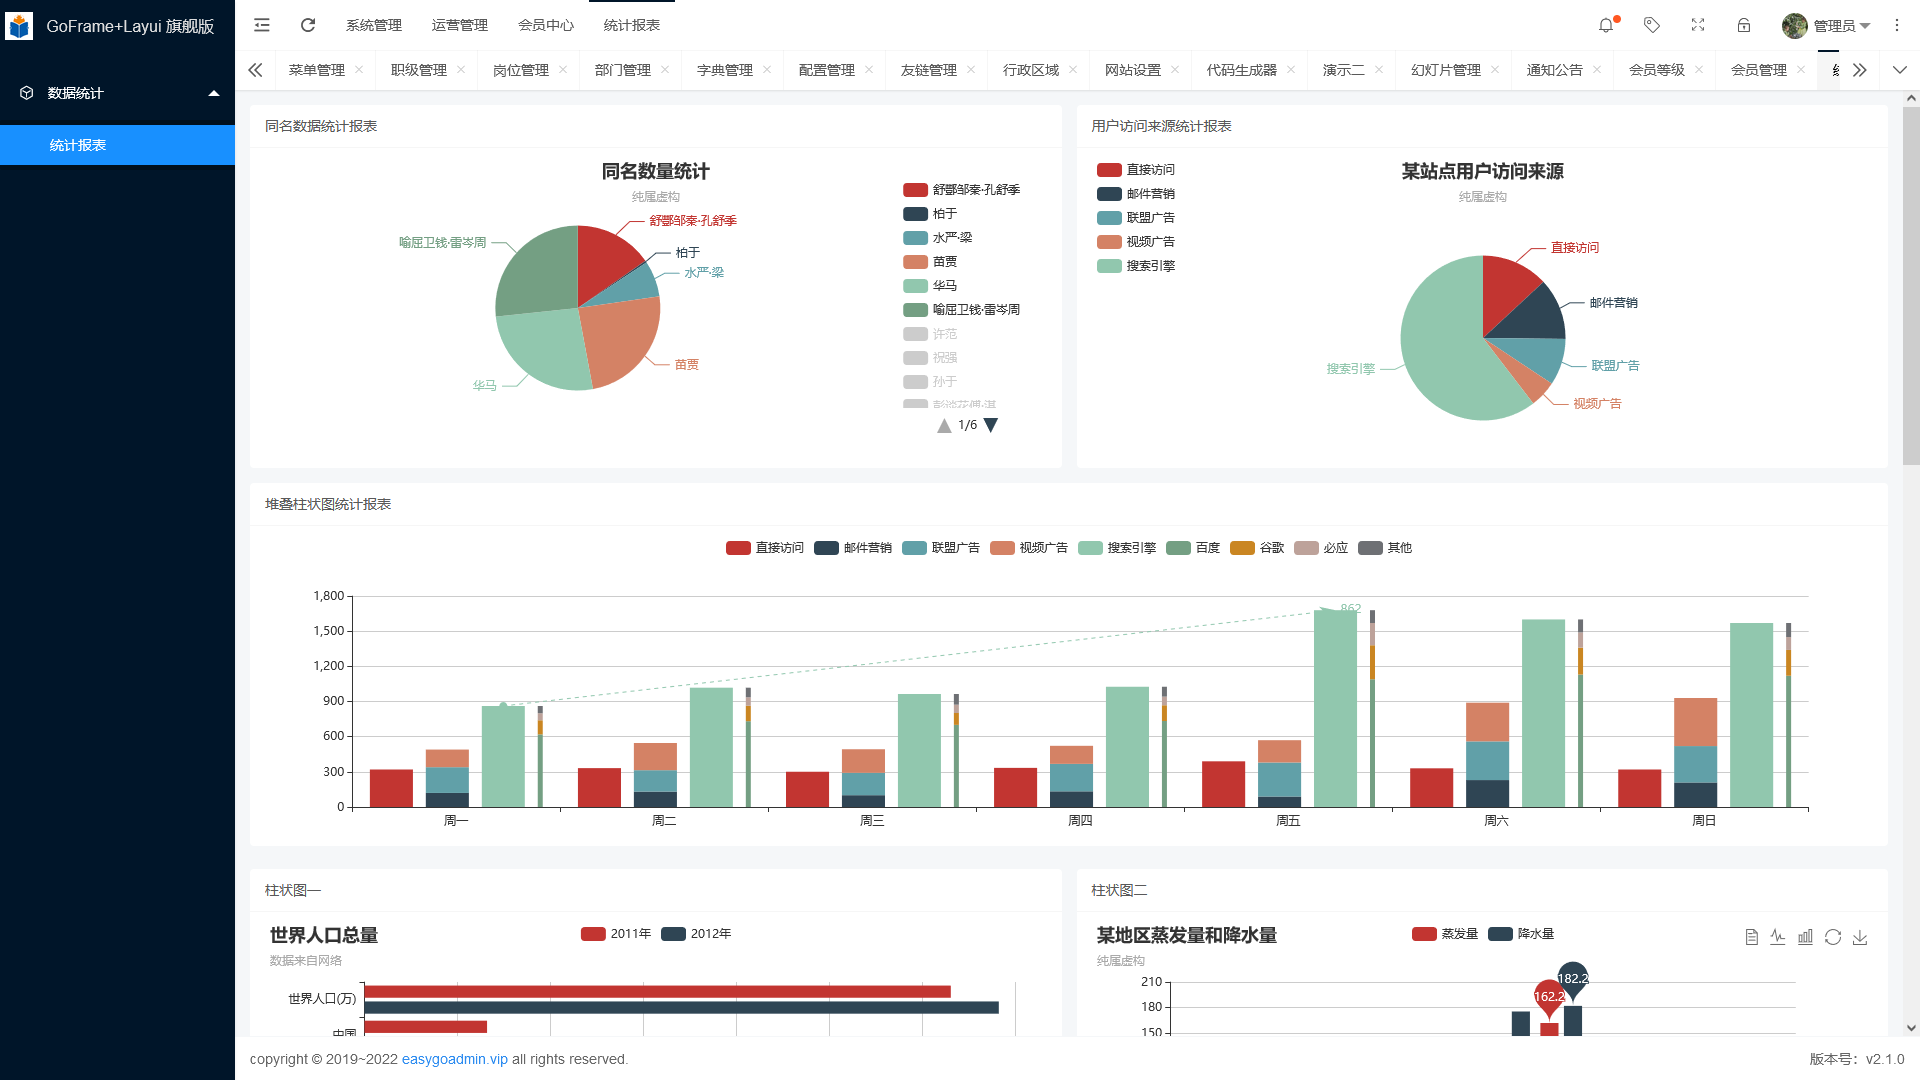 GoFrame+Layui 旗舰版
系统管理 运营管理 会员中心 统计报表
管理员
菜单管理 职级管理 岗位管理 部门管理 字典管理 配置管理 友链管理 行政区域 网站设置 代码生成器 演示二 幻灯片管理 通知公告 会员等级 会员管理
数据统计
统计报表
同名数据统计报表
同名数量统计
纯属虚构
舒酆邹秦·孔舒季
柏于
水严·梁
苗贾
华马
喻屈卫钱·雷岑周
舒酆邹秦·孔舒季
柏于
水严·梁
苗贾
华马
喻屈卫钱·雷岑周
许范
祝强
孙于
1/6
用户访问来源统计报表
直接访问
邮件营销
联盟广告
视频广告
搜索引擎
某站点用户访问来源
纯属虚构
直接访问
邮件营销
联盟广告
视频广告
搜索引擎
堆叠柱状图统计报表
直接访问 邮件营销 联盟广告 视频广告 搜索引擎 百度 谷歌 必应 其他
1,800
1,500
1,200
900
600
300
0
862
周一 周二 周三 周四 周五 周六 周日
柱状图一
世界人口总量
数据来自网络
2011年 2012年
世界人口(万)
中国
柱状图二
某地区蒸发量和降水量
纯属虚构
蒸发量 降水量
210
180
150
162.2
182.2
copyright © 2019~2022 easygoadmin.vip all rights reserved.
版本号：v2.1.0